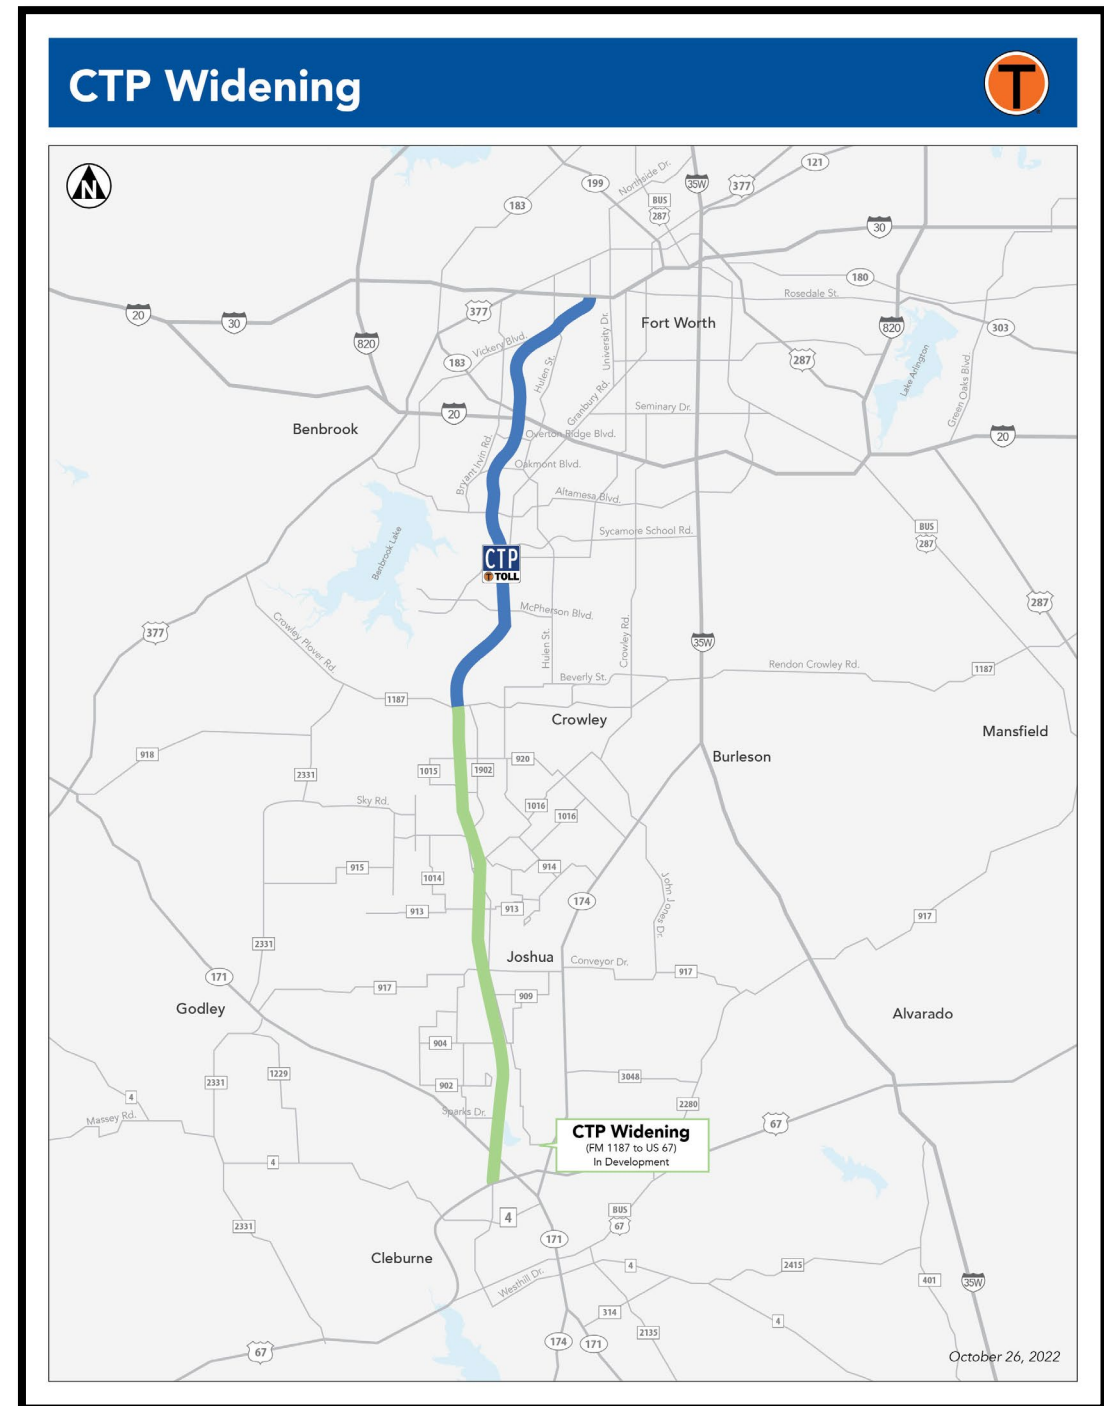 CTP Widening
T
N
121
199
Northside Dr.
35W
377
183
BUS
287
30
180
Rosedale St.
20
30
377
Fort Worth
820
303
820
Vickery Blvd.
183
Hulen St.
University Dr.
287
Lake Arlington
Green Oaks Blvd.
Granbury Rd.
20
Seminary Dr.
Benbrook
Overton Ridge Blvd.
20
Bryant Irvin Rd.
Oakmont Blvd.
Altamesa Blvd.
BUS
287
Sycamore School Rd.
Benbrook Lake
CTP
T TOLL
287
McPherson Blvd.
377
Crowley Plover Rd.
Hulen St.
Crowley Rd.
35W
Rendon Crowley Rd.
1187
Beverly St.
1187
Crowley
Mansfield
918
Burleson
920
1015
1902
2331
Sky Rd.
1016
1016
915
914
1014
John Jones Dr.
174
913
913
917
2331
Joshua
Conveyor Dr.
917
171
917
909
Godley
Alvarado
904
1229
3048
2331
902
4
2280
Massey Rd.
Sparks Dr.
67
CTP Widening
(FM 1187 to US 67)
In Development
4
4
BUS
67
2331
171
Cleburne
4
2415
Westhill Dr.
401
35W
314
4
2135
174
171
67
October 26, 2022